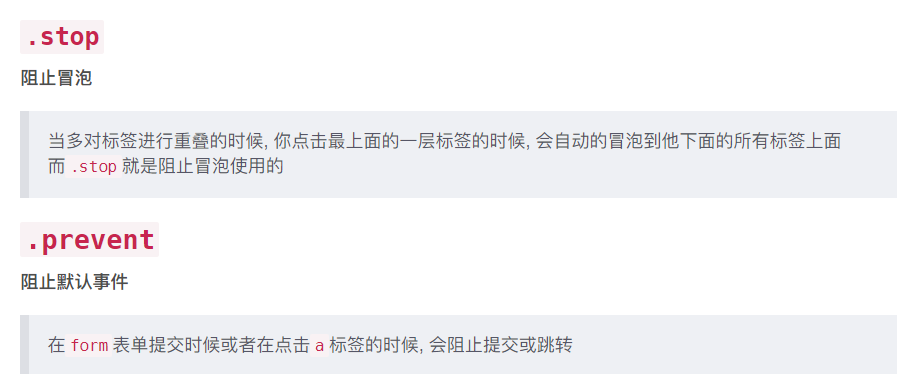 .stop
阻止冒泡
当多对标签进行重叠的时候, 你点击最上面的一层标签的时候, 会自动的冒泡到他下面的所有标签上面
而 .stop 就是阻止冒泡使用的
.prevent
阻止默认事件
在 form 表单提交时候或者在点击 a 标签的时候, 会阻止提交或跳转